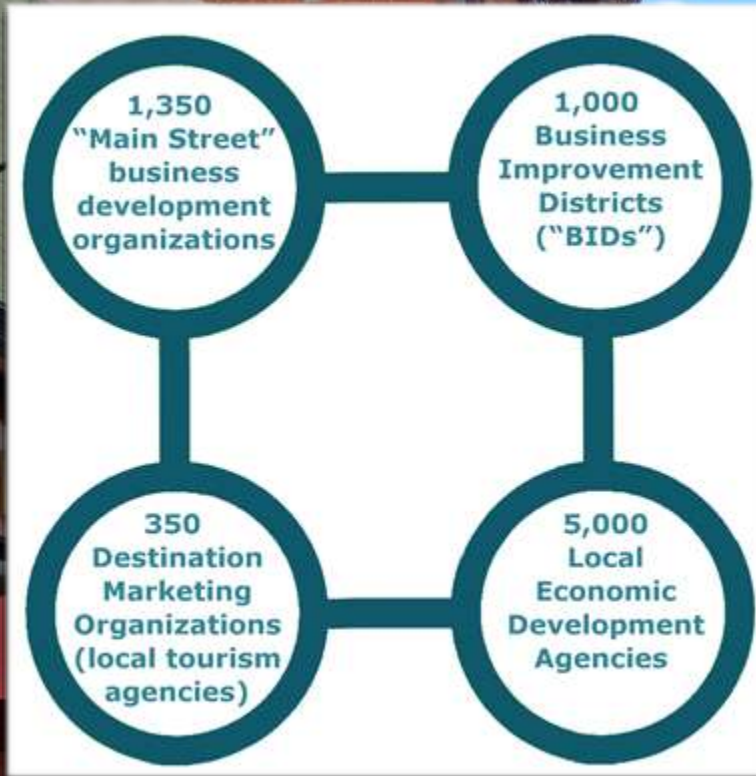 1,350
“Main Street”
business
development
organizations
1,000
Business
Improvement
Districts
(“BIDs”)
350
Destination
Marketing
Organizations
(local tourism
agencies)
5,000
Local
Economic
Development
Agencies